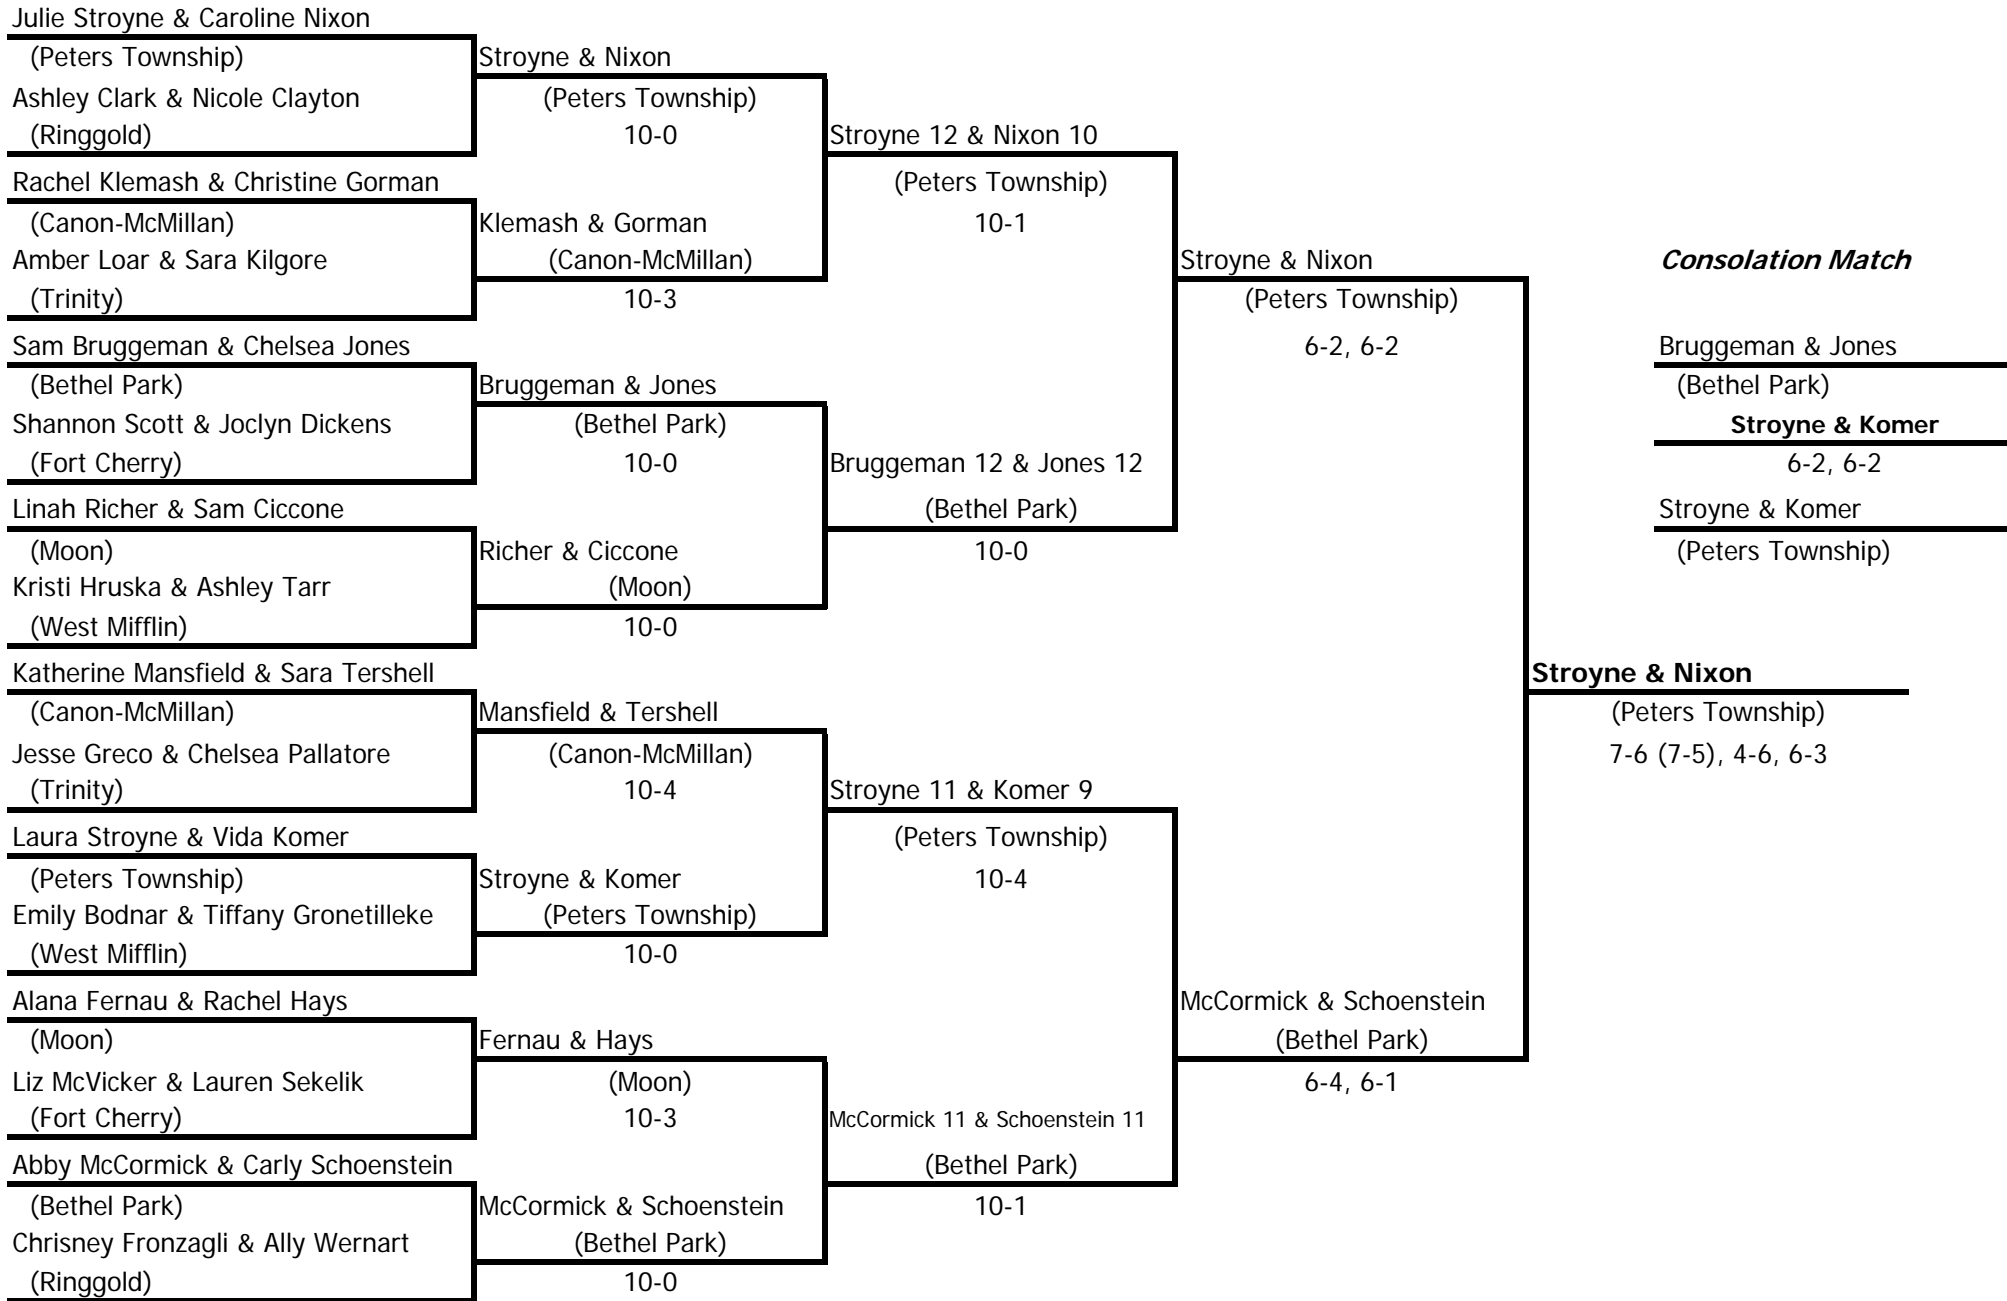 Julie Stroyne & Caroline Nixon
(Peters Township)
Ashley Clark & Nicole Clayton
(Ringgold)
Rachel Klemash & Christine Gorman
(Canon-McMillan)
Amber Loar & Sara Kilgore
(Trinity)
Sam Bruggeman & Chelsea Jones
(Bethel Park)
Shannon Scott & Joclyn Dickens
(Fort Cherry)
Linah Richer & Sam Ciccone
(Moon)
Kristi Hruska & Ashley Tarr
(West Mifflin)
Katherine Mansfield & Sara Tershell
(Canon-McMillan)
Jesse Greco & Chelsea Pallatore
(Trinity)
Laura Stroyne & Vida Komer
(Peters Township)
Emily Bodnar & Tiffany Gronetilleke
(West Mifflin)
Alana Fernau & Rachel Hays
(Moon)
Liz McVicker & Lauren Sekelik
(Fort Cherry)
Abby McCormick & Carly Schoenstein
(Bethel Park)
Chrisney Fronzagli & Ally Wernart
(Ringgold)
Stroyne & Nixon
(Peters Township)
10-0
Klemash & Gorman
(Canon-McMillan)
10-3
Bruggeman & Jones
(Bethel Park)
10-0
Richer & Ciccone
(Moon)
10-0
Mansfield & Tershell
(Canon-McMillan)
10-4
Stroyne & Komer
(Peters Township)
10-0
Fernau & Hays
(Moon)
10-3
McCormick & Schoenstein
(Bethel Park)
10-0
Stroyne 12 & Nixon 10
(Peters Township)
10-1
Bruggeman 12 & Jones 12
(Bethel Park)
10-0
Stroyne 11 & Komer 9
(Peters Township)
10-4
McCormick 11 & Schoenstein 11
(Bethel Park)
10-1
Stroyne & Nixon
(Peters Township)
6-2, 6-2
McCormick & Schoenstein
(Bethel Park)
6-4, 6-1
Stroyne & Nixon
(Peters Township)
7-6 (7-5), 4-6, 6-3
Consolation Match
Bruggeman & Jones
(Bethel Park)
Stroyne & Komer
6-2, 6-2
Stroyne & Komer
(Peters Township)